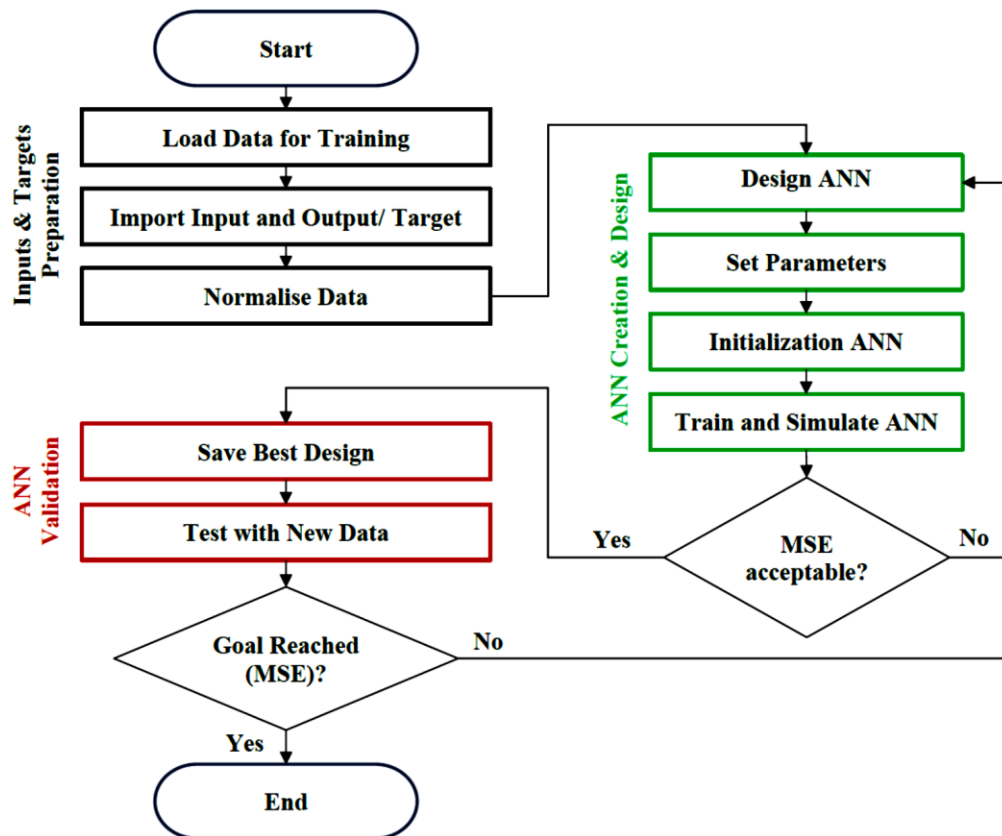 Start
Inputs & Targets
Preparation
Load Data for Training
Import Input and Output/ Target
Normalise Data
ANN Creation & Design
Design ANN
Set Parameters
Initialization ANN
Train and Simulate ANN
MSE
acceptable?
Yes
No
ANN
Validation
Save Best Design
Test with New Data
Goal Reached
(MSE)?
No
Yes
End